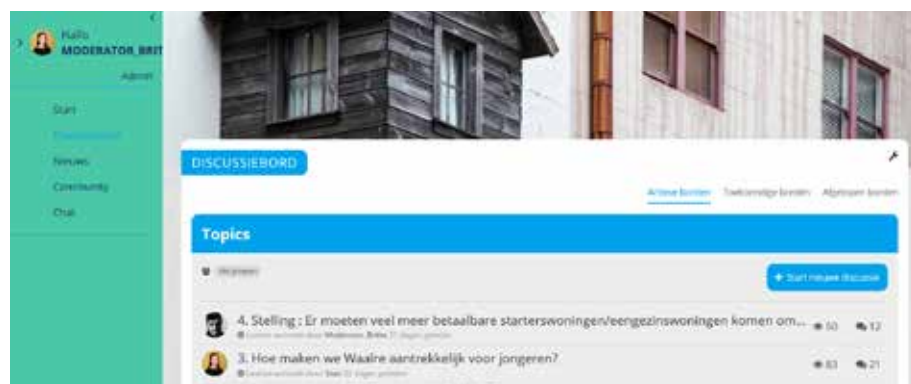 Hallo
MODERATOR_BRIT
Admin
Start
Nieuws
Community
Chat
DISCUSSIEBORD
Actieve borden Toekomstige borden Afgelopen borden
Topics
+ Start nieuwe discussie
4. Stelling : Er moeten veel meer betaalbare starterswoningen/eengezinswoningen komen om... 50 12
3. Hoe maken we Waalre aantrekkelijk voor jongeren?
83 21